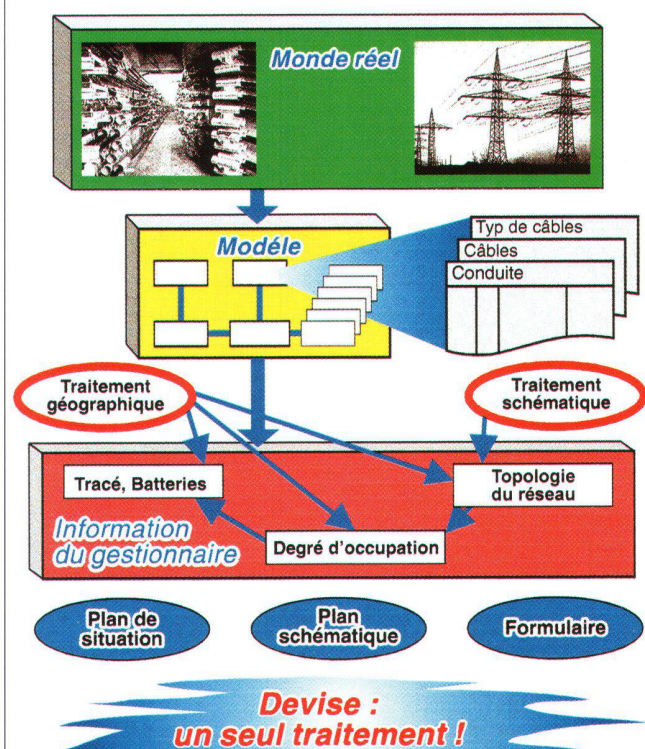 Monde réel
Modéle
Typ de câbles
Câbles
Conduite
Traitement
géographique
Traitement
schématique
Tracé, Batteries
Topologie
du réseau
Information
du gestionnaire
Degré d'occupation
Plan de
situation
Plan
schématique
Formulaire
Devise :
un seul traitement !